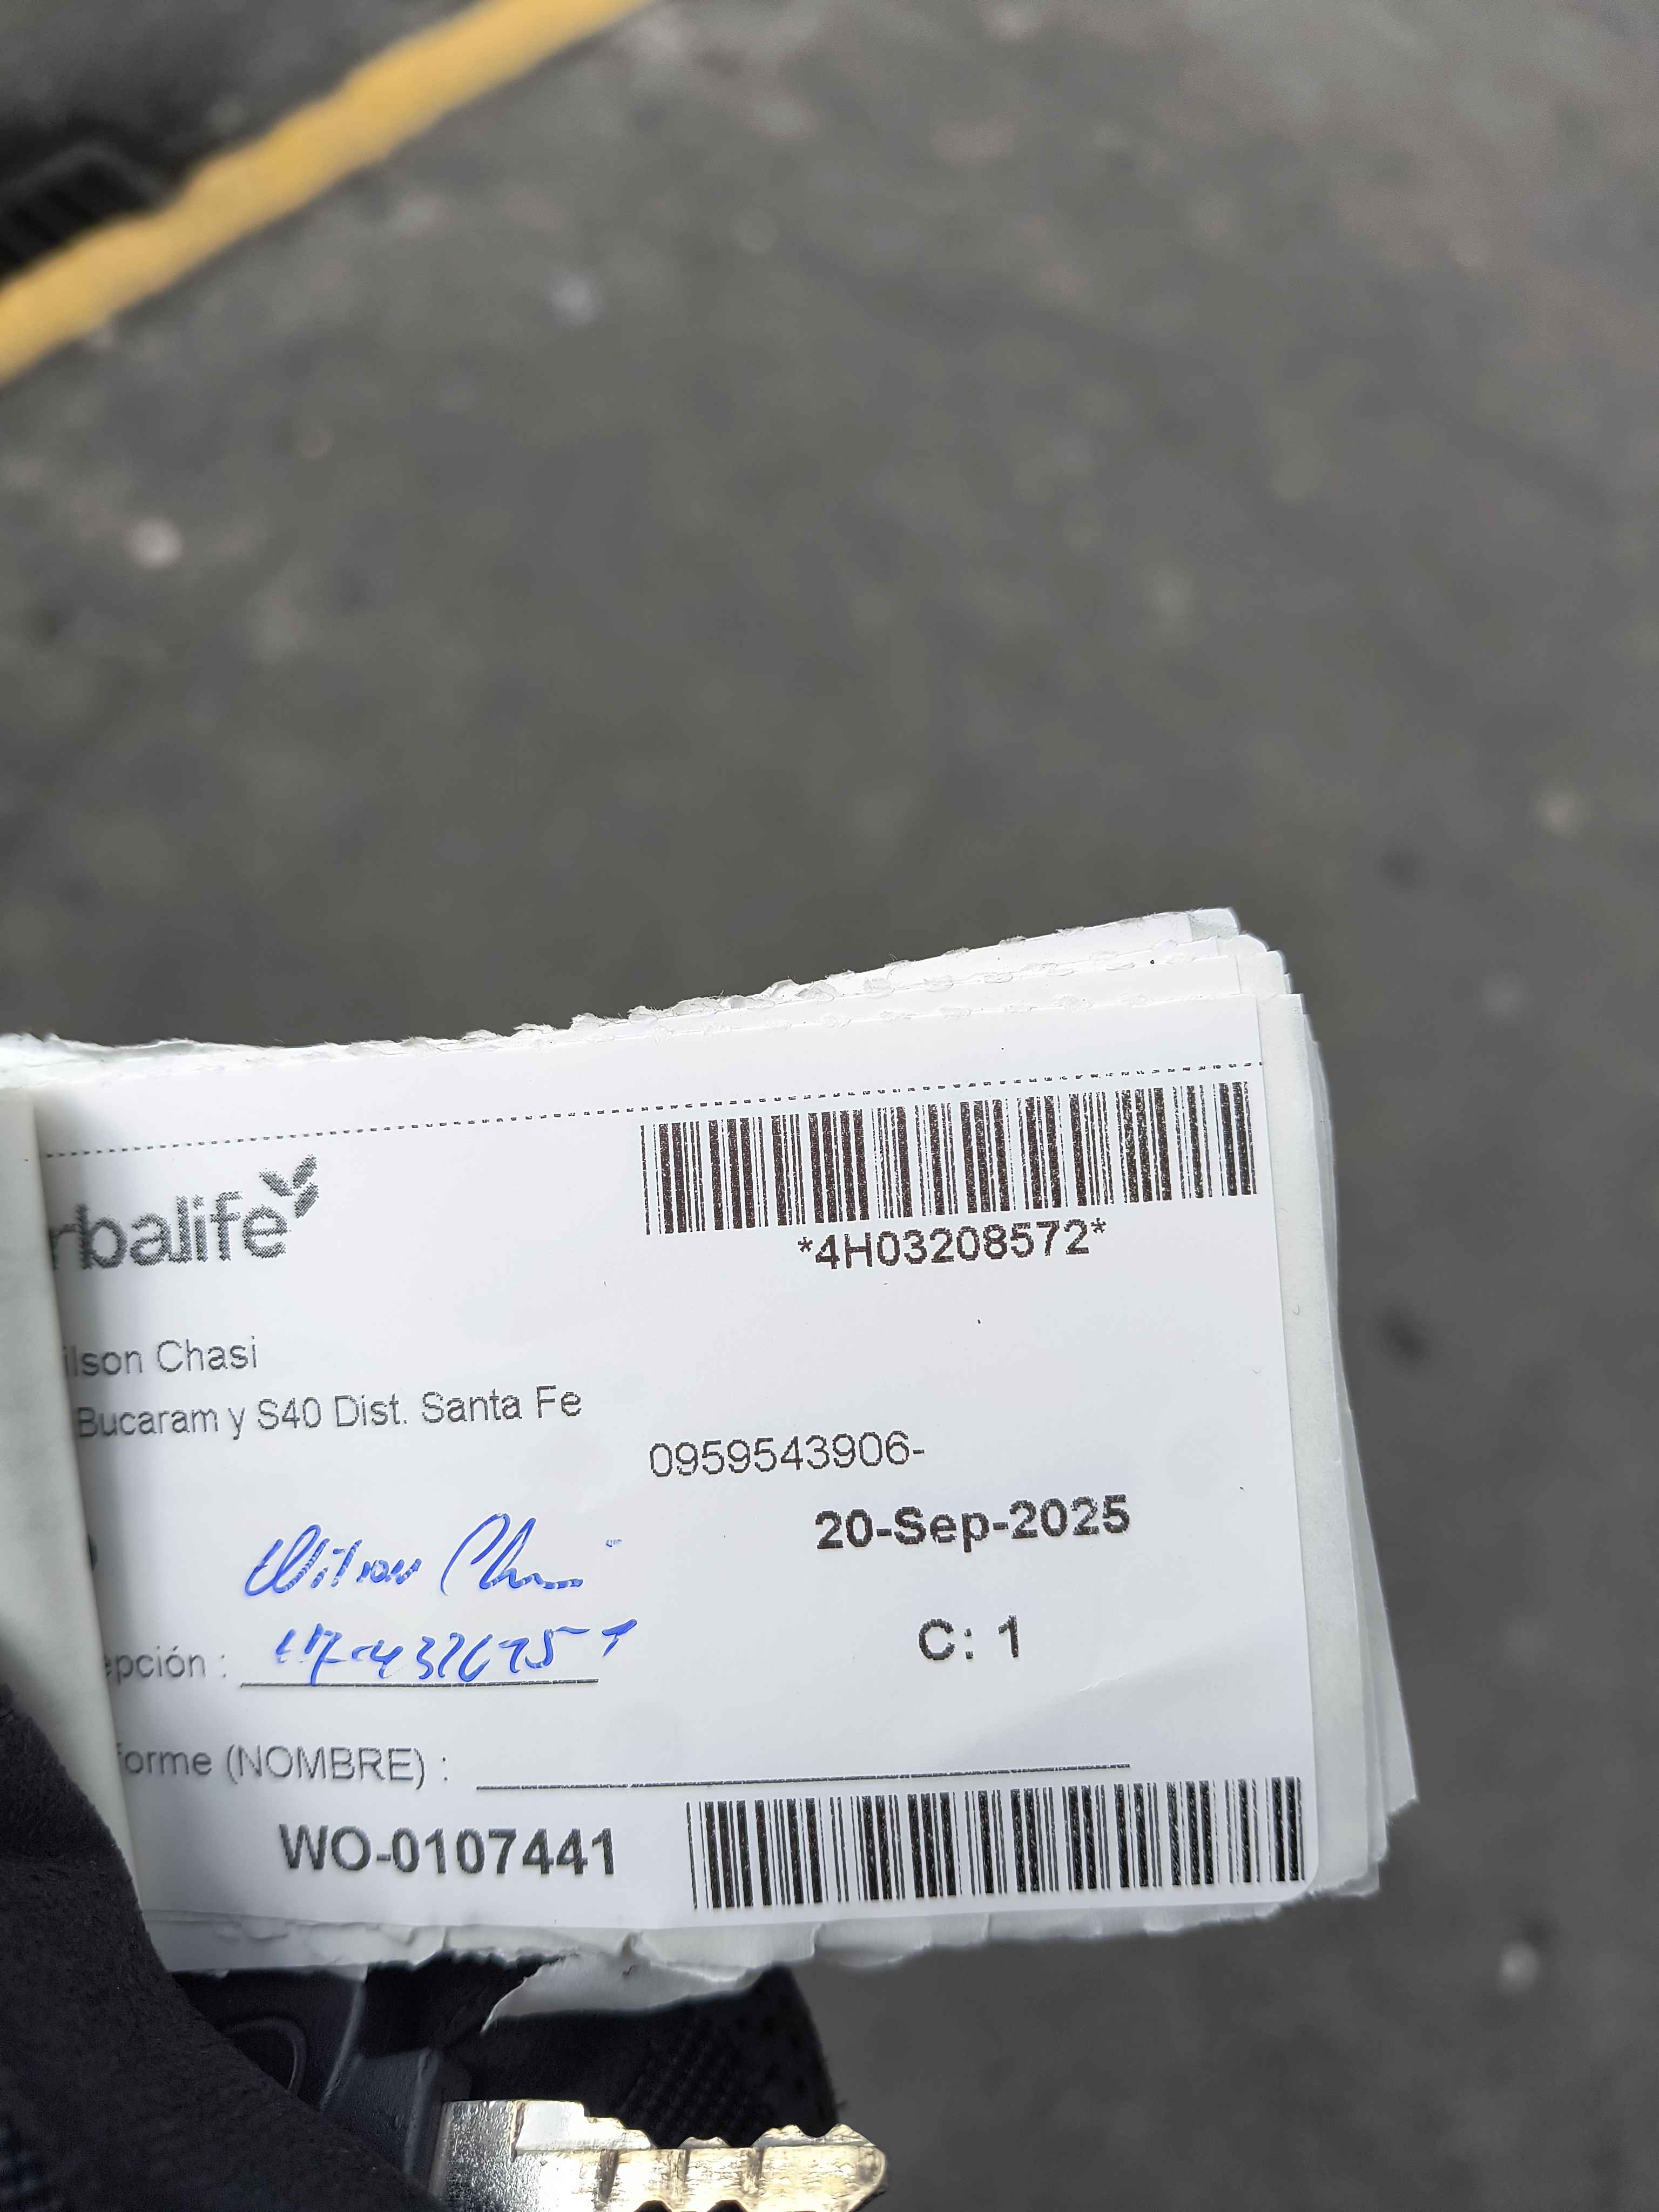 rbalife
*4H03208572*
ilson Chasi
Bucaram y S40 Dist. Santa Fe
0959543906-
20-Sep-2025
Wilson
C: 1
epción :
forme (NOMBRE) :
WO-0107441